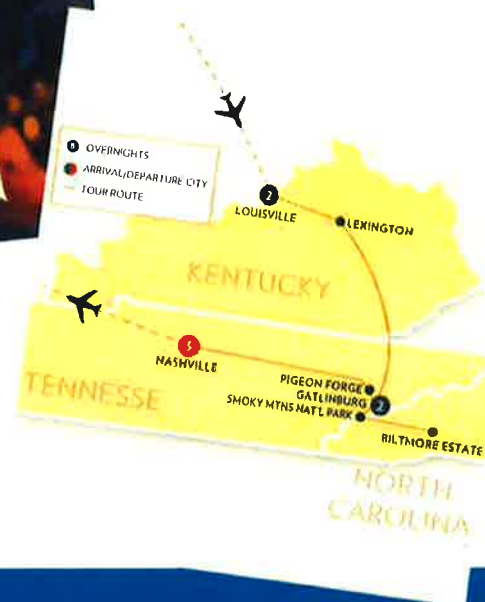 OVERNIGHTS
ARRIVAL/DEPARTURE CITY
TOUR ROUTE
2
LOUISVILLE
LEXINGTON
KENTUCKY
NASHVILLE
PIGEON FORGE
GATLINBURG
2
SMOKY MTNS NAT'L PARK
BILTMORE ESTATE
TENNESSE
NORTH
CAROLINA